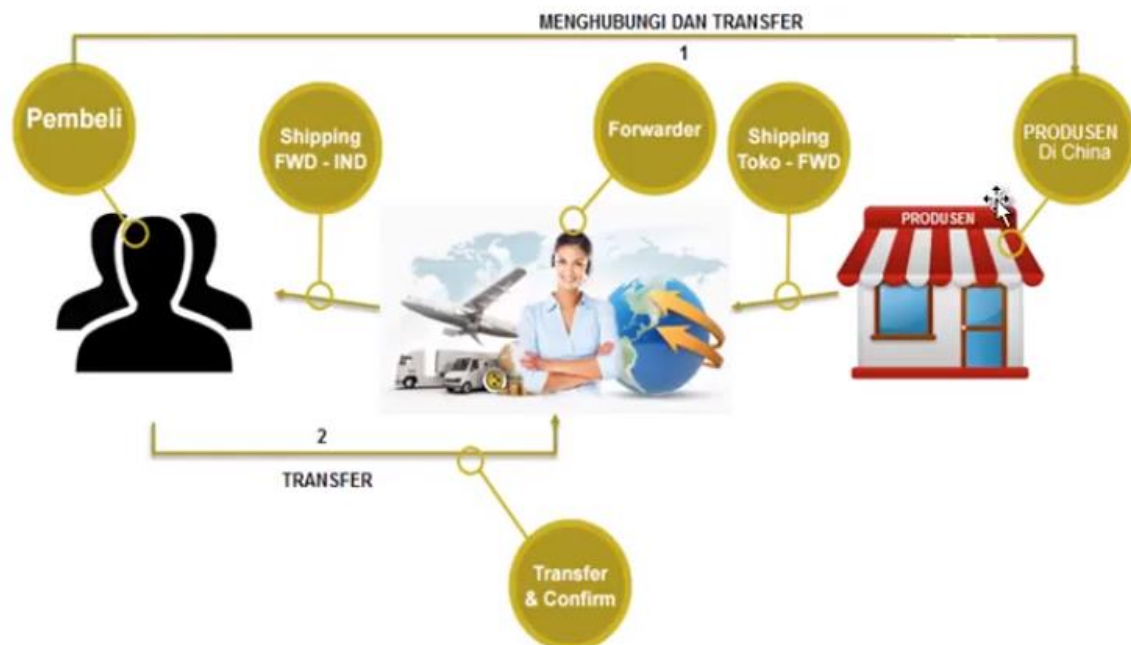 MENGHUBUNGI DAN TRANSFER
1
Pembeli
Shipping
FWD - IND
Forwarder
Shipping
Toko - FWD
PRODUSEN
Di China
PRODUSEN
2
TRANSFER
Transfer
& Confirm